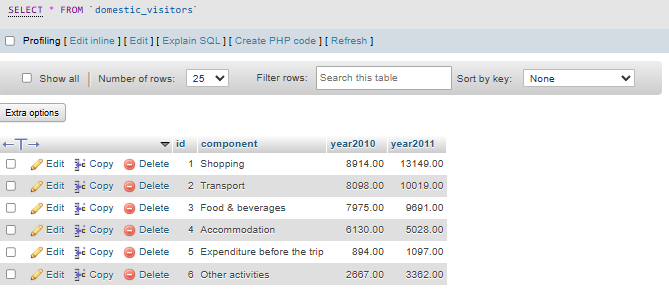 SELECT * FROM `domestic_visitors`
Profiling [ Edit inline ] [ Edit ] [ Explain SQL ] [ Create PHP code ] [ Refresh ]
Show all Number of rows: 25 Filter rows: Search this table Sort by key: None
Extra options
←T→ id component year2010 year2011
Edit Copy Delete 1 Shopping 8914.00 13149.00
Edit Copy Delete 2 Transport 8098.00 10019.00
Edit Copy Delete 3 Food & beverages 7975.00 9691.00
Edit Copy Delete 4 Accommodation 6130.00 5028.00
Edit Copy Delete 5 Expenditure before the trip 894.00 1097.00
Edit Copy Delete 6 Other activities 2667.00 3362.00